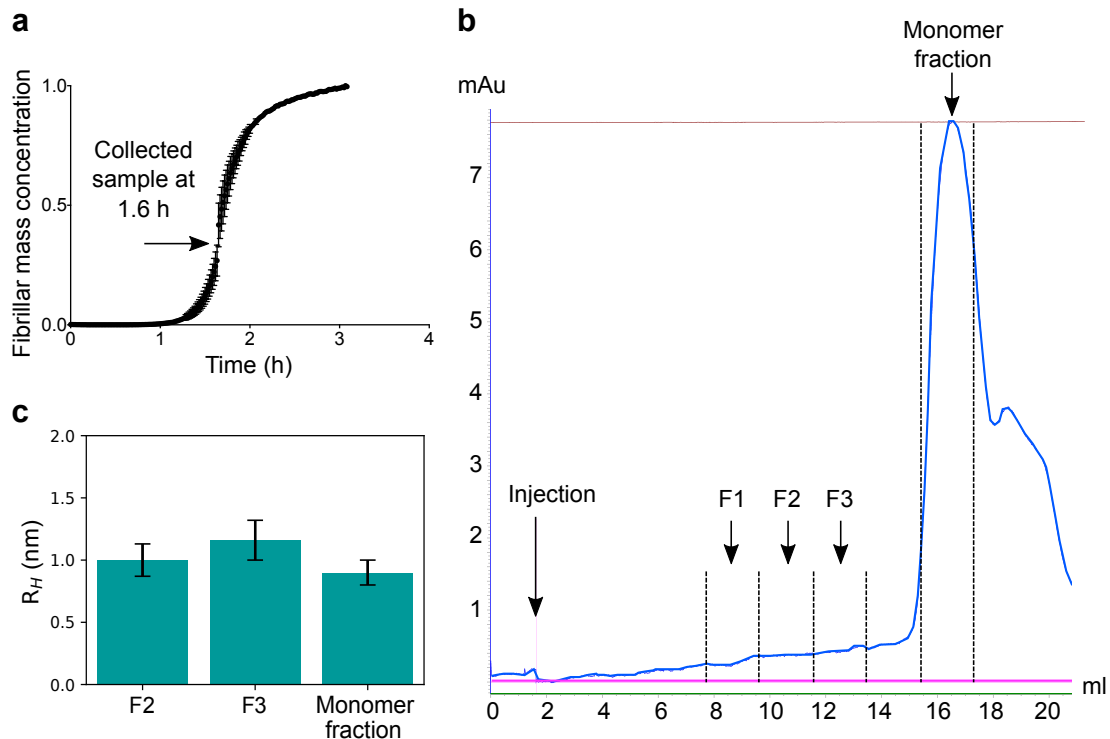 a
Fibrillar mass concentration
1.0
0.5
0.0
Collected
sample at
1.6 h
0
1
2
3
4
Time (h)
b
mAu
Monomer
fraction
7
6
5
4
3
2
1
Injection
F1
F2
F3
ml
0
2
4
6
8
10
12
14
16
18
20
c
R_H (nm)
2.0
1.5
1.0
0.5
0.0
F2
F3
Monomer
fraction